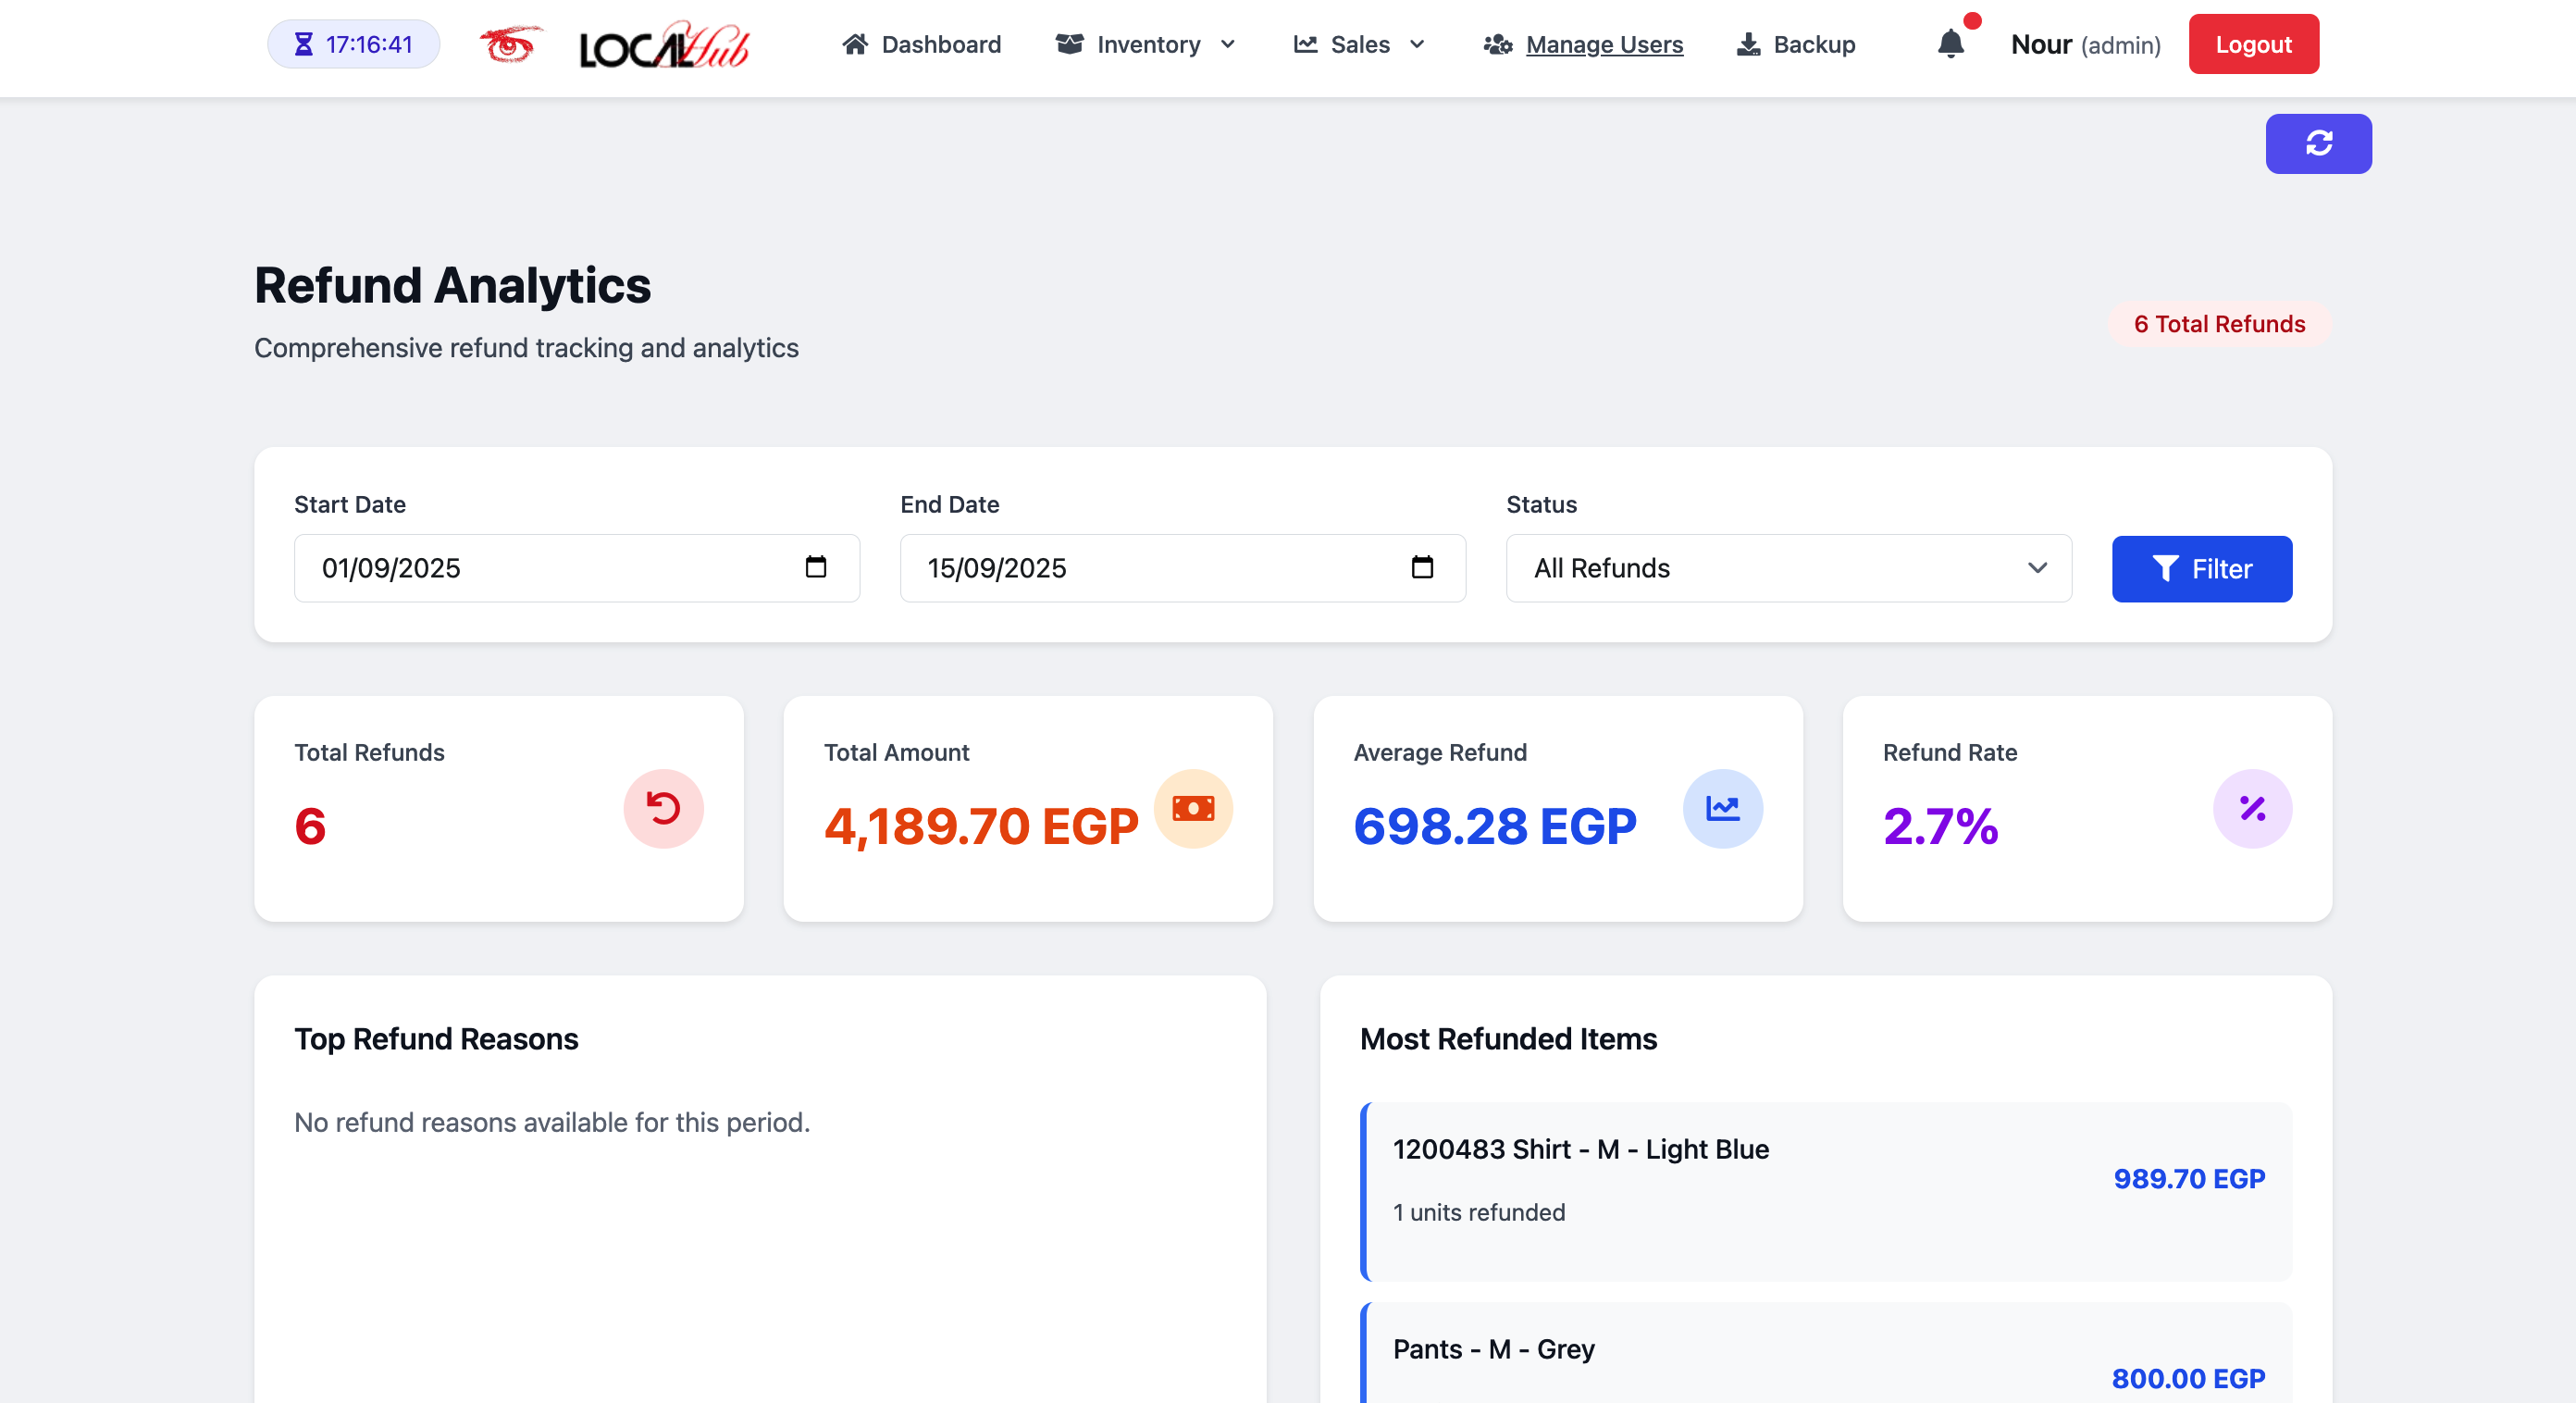 17:16:41
LOCAL Hub
Dashboard
Inventory
Sales
Manage Users
Backup
Nour (admin)
Logout
Refund Analytics
Comprehensive refund tracking and analytics
6 Total Refunds
Start Date
01/09/2025
End Date
15/09/2025
Status
All Refunds
Filter
Total Refunds
6
Total Amount
4,189.70 EGP
Average Refund
698.28 EGP
Refund Rate
2.7%
Top Refund Reasons
No refund reasons available for this period.
Most Refunded Items
1200483 Shirt - M - Light Blue
989.70 EGP
1 units refunded
Pants - M - Grey
800.00 EGP